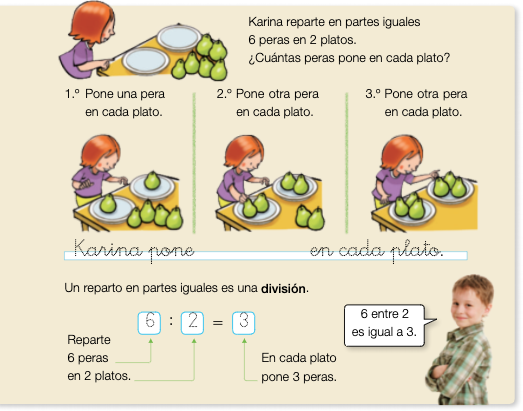 Karina reparte en partes iguales
6 peras en 2 platos.
¿Cuántas peras pone en cada plato?
1.º Pone una pera
en cada plato.
2.º Pone otra pera
en cada plato.
3.º Pone otra pera
en cada plato.
Karina pone en cada plato.
Un reparto en partes iguales es una división.
6 : 2 = 3
6 entre 2
es igual a 3.
Reparte
6 peras
en 2 platos.
En cada plato
pone 3 peras.